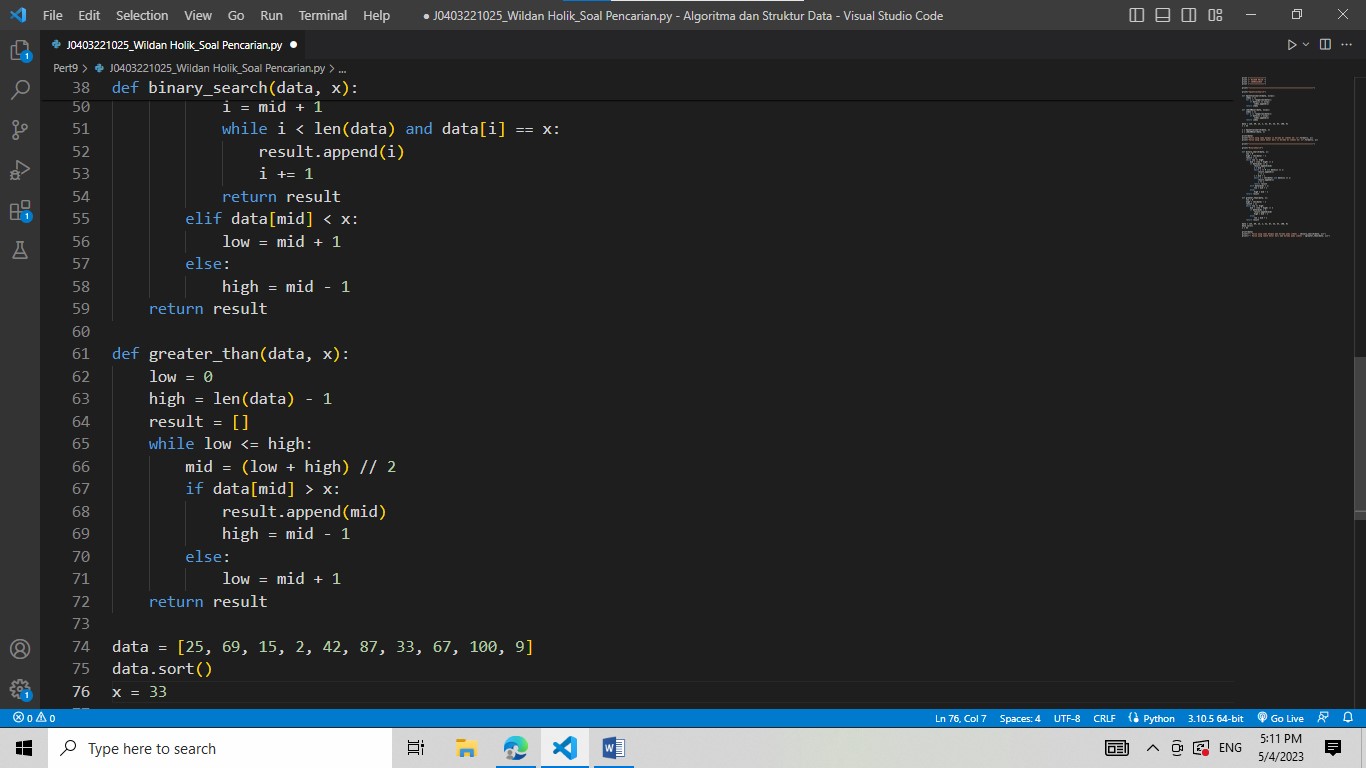 File Edit Selection View Go Run Terminal Help
● J0403221025_Wildan Holik_Soal Pencarian.py - Algoritma dan Struktur Data - Visual Studio Code
J0403221025_Wildan Holik_Soal Pencarian.py ●
Pert9 > J0403221025_Wildan Holik_Soal Pencarian.py > ...
38 def binary_search(data, x):
50             i = mid + 1
51             while i < len(data) and data[i] == x:
52                 result.append(i)
53                 i += 1
54             return result
55         elif data[mid] < x:
56             low = mid + 1
57         else:
58             high = mid - 1
59     return result
60
61 def greater_than(data, x):
62     low = 0
63     high = len(data) - 1
64     result = []
65     while low <= high:
66         mid = (low + high) // 2
67         if data[mid] > x:
68             result.append(mid)
69             high = mid - 1
70         else:
71             low = mid + 1
72     return result
73
74 data = [25, 69, 15, 2, 42, 87, 33, 67, 100, 9]
75 data.sort()
76 x = 33
1
1
1
0 0 Ln 76, Col 7 Spaces: 4 UTF-8 CRLF Python 3.10.5 64-bit Go Live
Type here to search
ENG
5:11 PM
5/4/2023